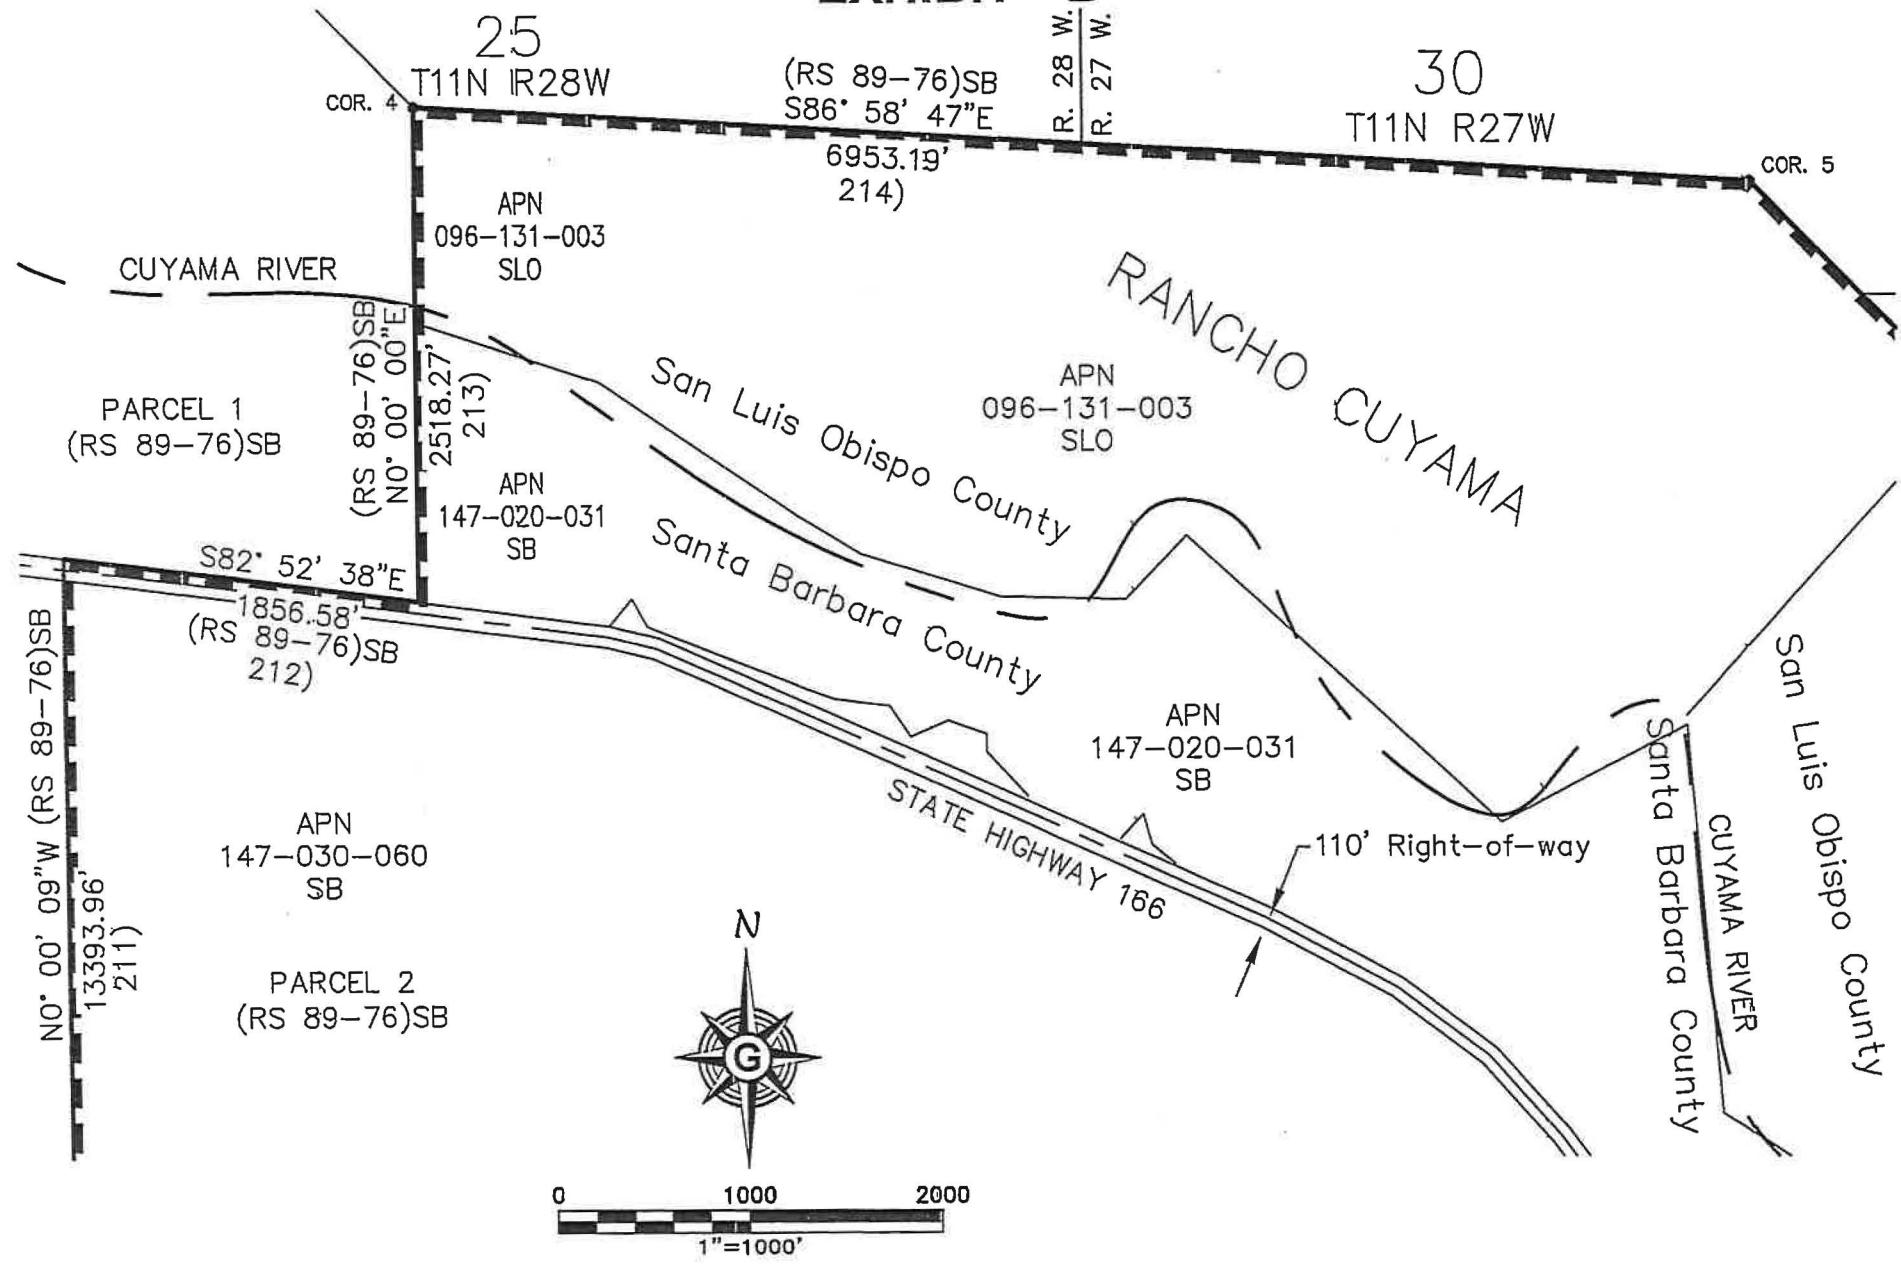 25
T11N R28W
(RS 89-76)SB
S86° 58' 47"E
6953.19'
214)
R. 28 W.
R. 27 W.
30
T11N R27W
COR. 4
COR. 5
APN
096-131-003
SLO
CUYAMA RIVER
RANCHO CUYAMA
(RS 89-76)SB
N0° 00' 00"E
2518.27'
213)
PARCEL 1
(RS 89-76)SB
San Luis Obispo County
APN
096-131-003
SLO
APN
147-020-031
SB
Santa Barbara County
S82° 52' 38"E
1856.58'
(RS 89-76)SB
212)
N0° 00' 09"W (RS 89-76)SB
13393.96'
211)
APN
147-020-031
SB
STATE HIGHWAY 166
110' Right-of-way
San Luis Obispo County
Santa Barbara County
CUYAMA RIVER
APN
147-030-060
SB
PARCEL 2
(RS 89-76)SB
N
G
0 1000 2000
1"=1000'